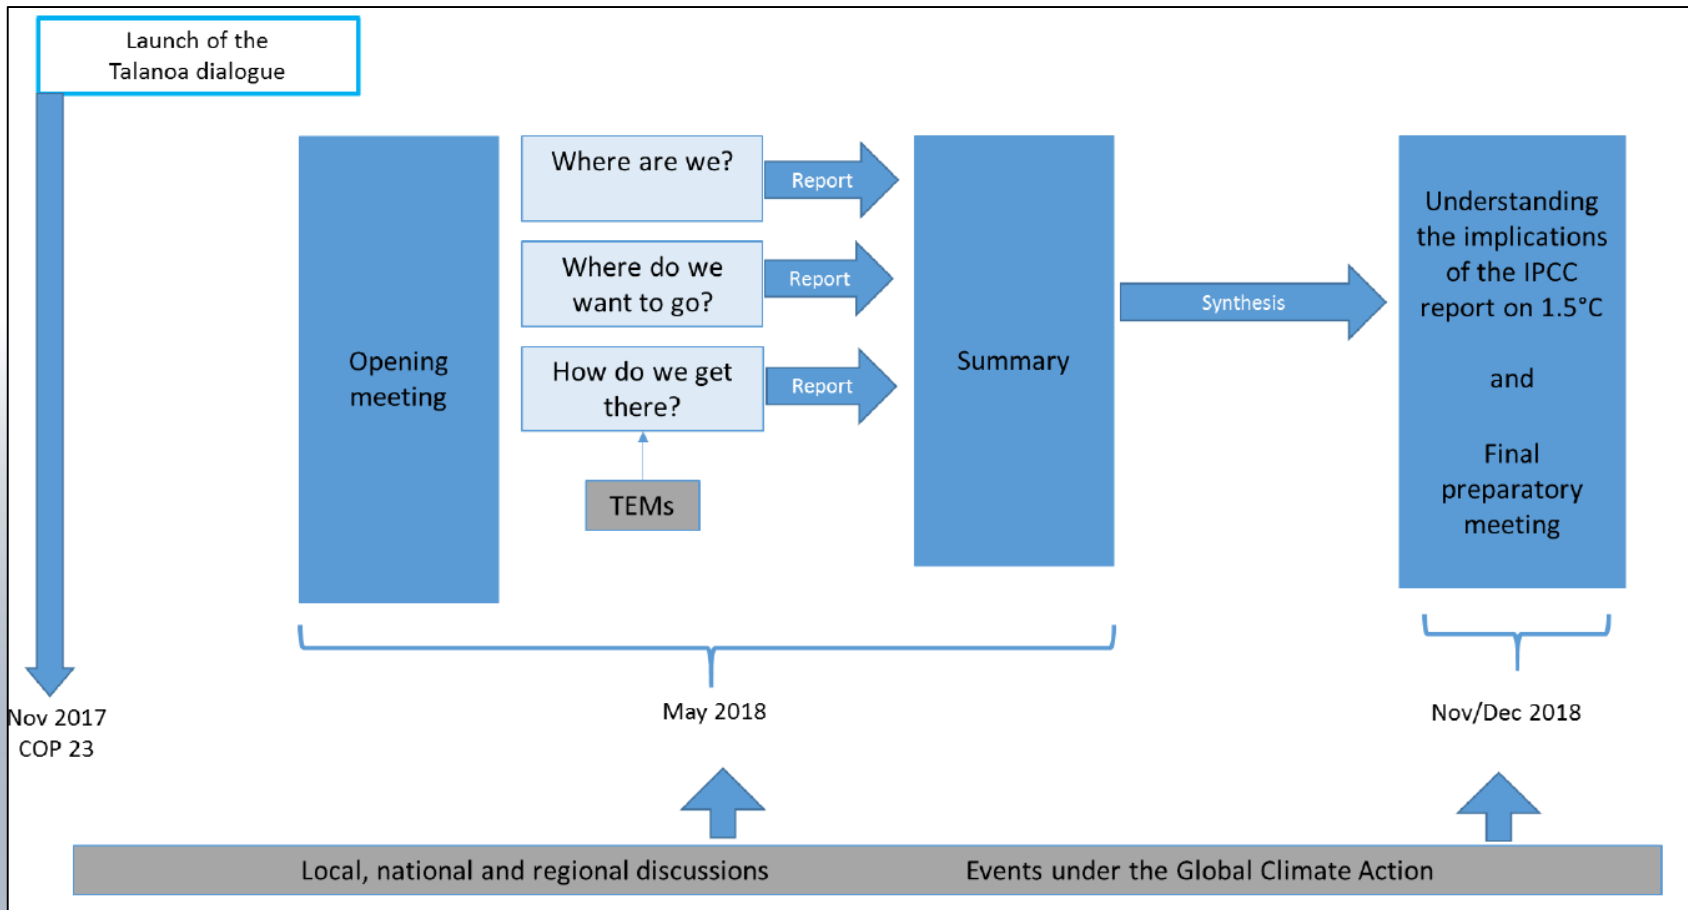 Launch of the
Talanoa dialogue
Opening
meeting
Where are we?
Report
Where do we
want to go?
Report
How do we get
there?
Report
TEMs
Summary
Synthesis
Understanding
the implications
of the IPCC
report on 1.5°C
and
Final
preparatory
meeting
Nov 2017
COP 23
May 2018
Nov/Dec 2018
Local, national and regional discussions
Events under the Global Climate Action